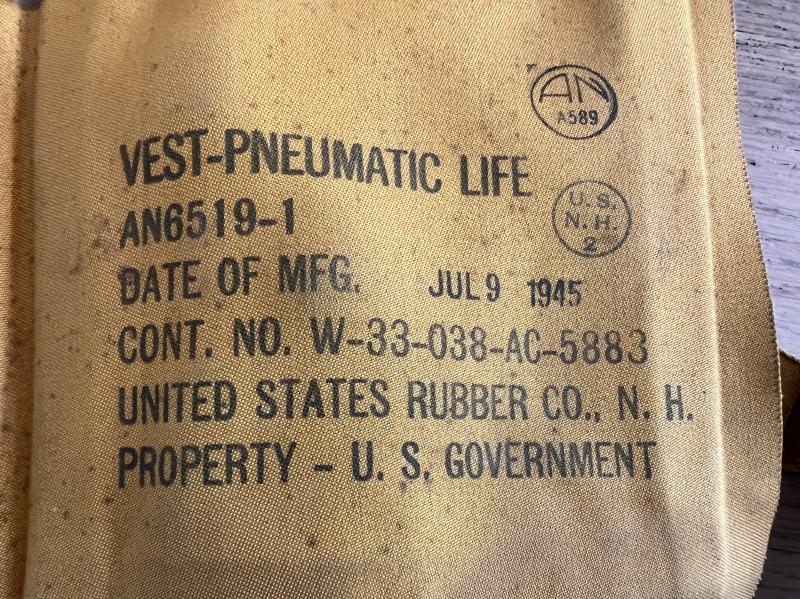 AN
A589
VEST-PNEUMATIC LIFE
U. S.
N. H.
2
AN6519-1
DATE OF MFG. JUL 9 1945
CONT. NO. W-33-038-AC-5883
UNITED STATES RUBBER CO., N. H.
PROPERTY - U. S. GOVERNMENT